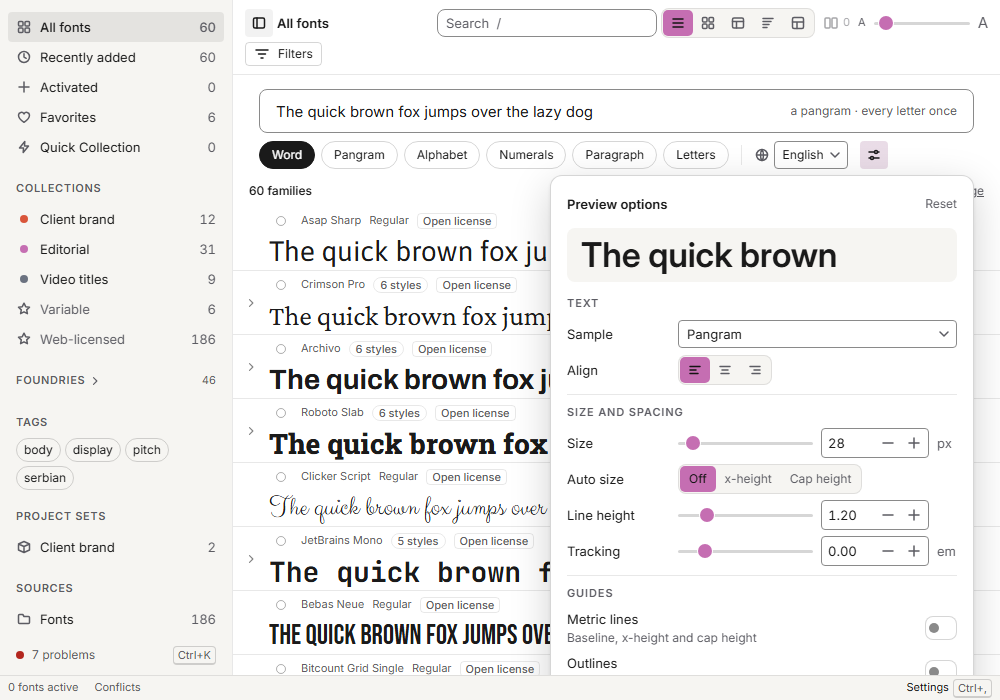 All fonts 60
Recently added 60
Activated 0
Favorites 6
Quick Collection 0
COLLECTIONS
Client brand 12
Editorial 31
Video titles 9
Variable 6
Web-licensed 186
FOUNDRIES 46
TAGS
body display pitch
serbian
PROJECT SETS
Client brand 2
SOURCES
Fonts 186
7 problems Ctrl+K
All fonts
Search /
0 A A
Filters
The quick brown fox jumps over the lazy dog
a pangram · every letter once
Word Pangram Alphabet Numerals Paragraph Letters English
60 families
Asap Sharp Regular Open license
The quick brown fox ju
Crimson Pro 6 styles Open license
The quick brown fox jump
Archivo 6 styles Open license
The quick brown fox j
Roboto Slab 6 styles Open license
The quick brown fox
Clicker Script Regular Open license
The quick brown fox jumps over
JetBrains Mono 5 styles Open license
The quick brown f
Bebas Neue Regular Open license
THE QUICK BROWN FOX JUMPS OVE
Bitcount Grid Single Regular Open license
Preview options Reset
The quick brown
TEXT
Sample Pangram
Align
SIZE AND SPACING
Size 28 px
Auto size Off x-height Cap height
Line height 1.20
Tracking 0.00 em
GUIDES
Metric lines
Baseline, x-height and cap height
Outlines
0 fonts active Conflicts
Settings Ctrl+,